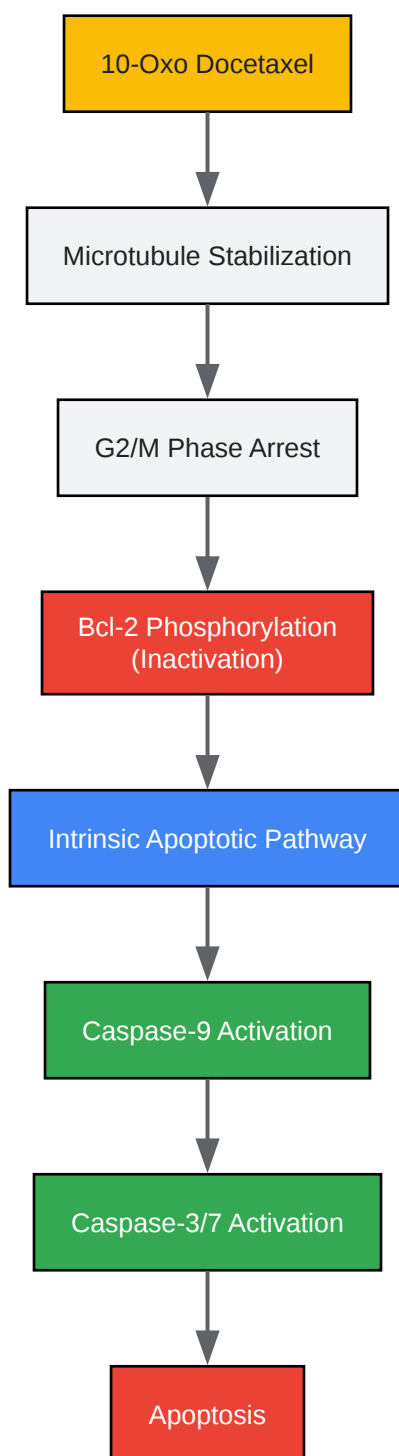 10-Oxo Docetaxel
Microtubule Stabilization
G2/M Phase Arrest
Bcl-2 Phosphorylation
(Inactivation)
Intrinsic Apoptotic Pathway
Caspase-9 Activation
Caspase-3/7 Activation
Apoptosis